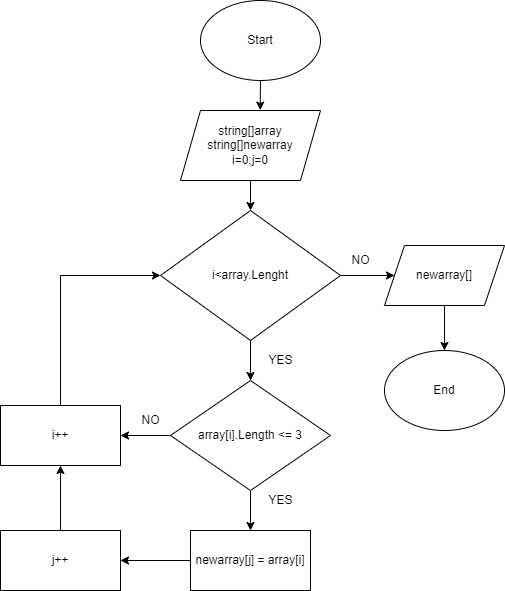 Start
string[]array
string[]newarray
i=0;j=0
i<array.Lenght
NO
newarray[]
YES
End
array[i].Length <= 3
NO
i++
YES
newarray[j] = array[i]
j++